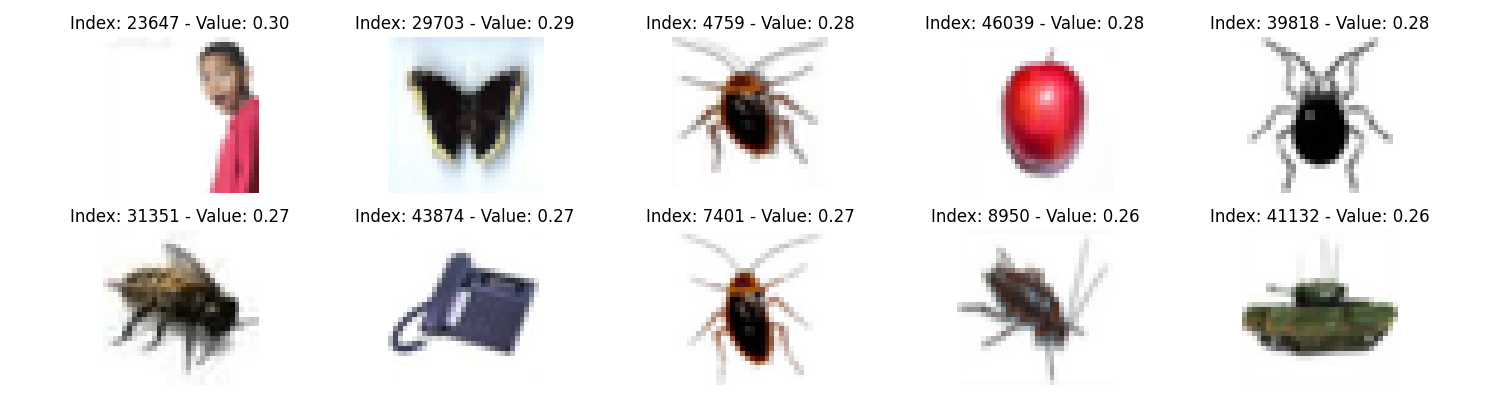 Index: 23647 - Value: 0.30
Index: 29703 - Value: 0.29
Index: 4759 - Value: 0.28
Index: 46039 - Value: 0.28
Index: 39818 - Value: 0.28
Index: 31351 - Value: 0.27
Index: 43874 - Value: 0.27
Index: 7401 - Value: 0.27
Index: 8950 - Value: 0.26
Index: 41132 - Value: 0.26